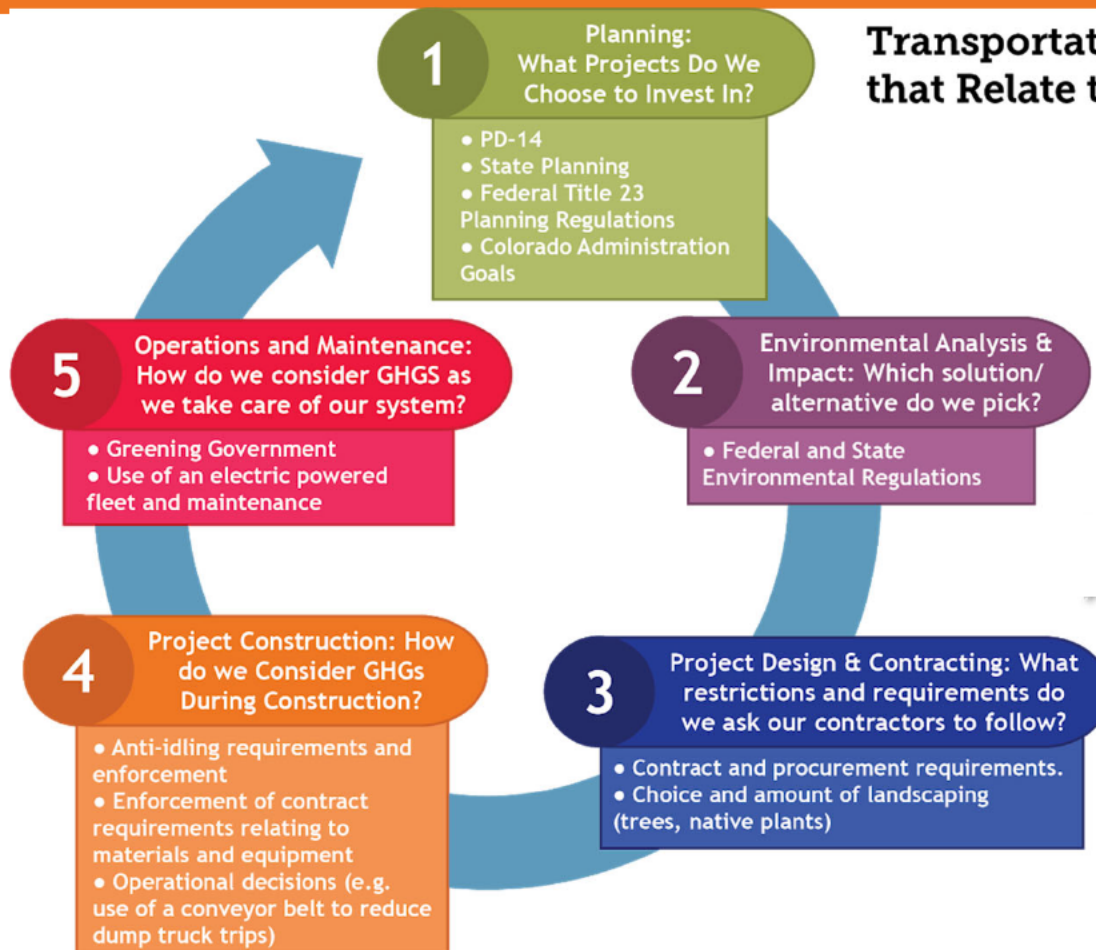 Transportat
that Relate t
1
Planning:
What Projects Do We
Choose to Invest In?
● PD-14
● State Planning
● Federal Title 23
Planning Regulations
● Colorado Administration
Goals
2
Environmental Analysis &
Impact: Which solution/
alternative do we pick?
● Federal and State
Environmental Regulations
3
Project Design & Contracting: What
restrictions and requirements do
we ask our contractors to follow?
● Contract and procurement requirements.
● Choice and amount of landscaping
(trees, native plants)
4
Project Construction: How
do we Consider GHGs
During Construction?
● Anti-idling requirements and
enforcement
● Enforcement of contract
requirements relating to
materials and equipment
● Operational decisions (e.g.
use of a conveyor belt to reduce
dump truck trips)
5
Operations and Maintenance:
How do we consider GHGS as
we take care of our system?
● Greening Government
● Use of an electric powered
fleet and maintenance